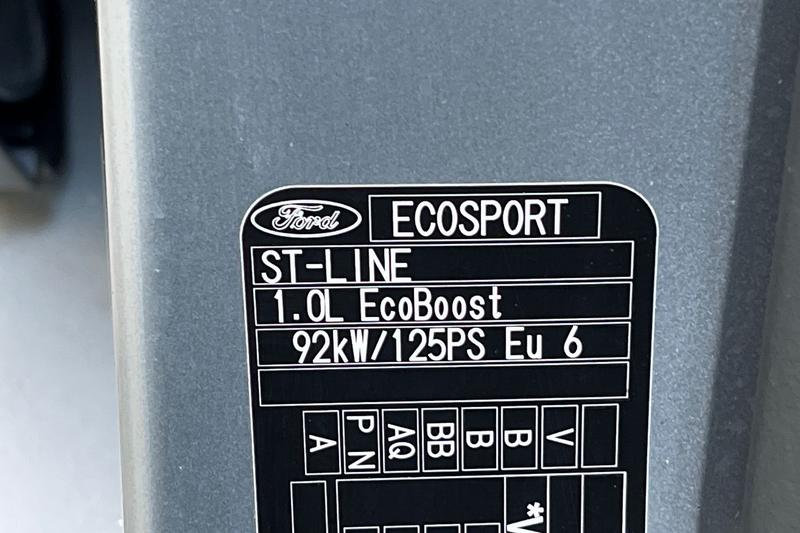 Ford ECOSPORT
ST-LINE
1.0L EcoBoost
92kW/125PS Eu 6
A PN AQ BB B B V
*V